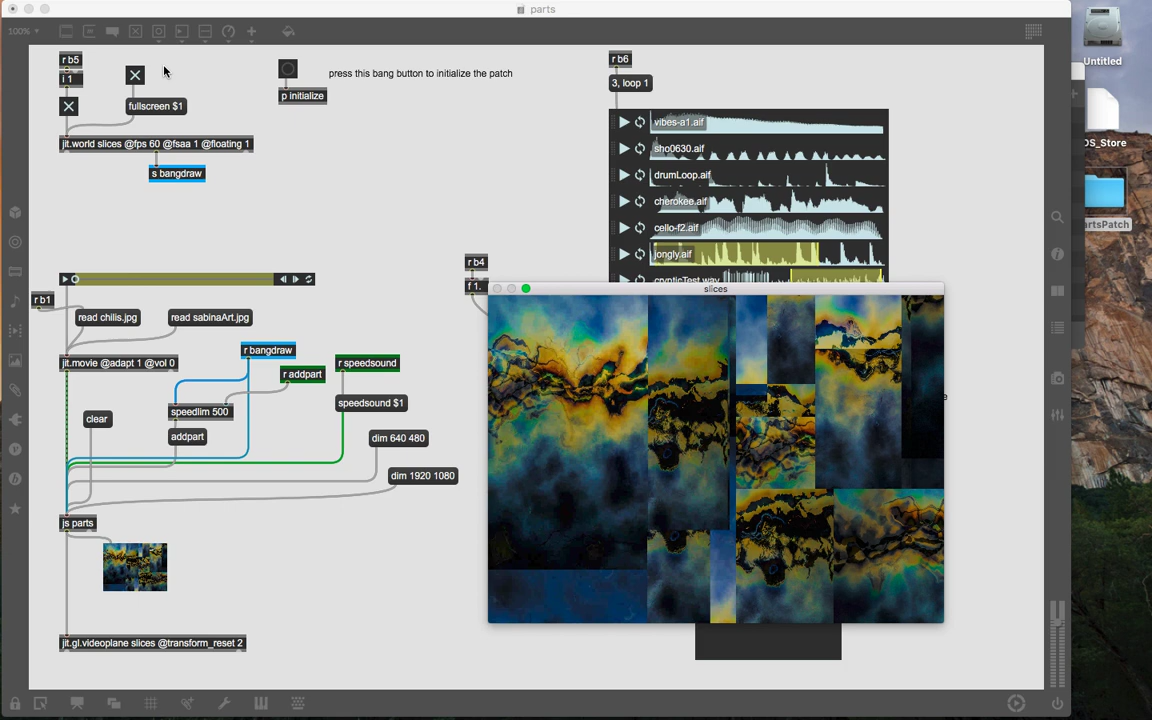 parts
100%
r b5
i 1
fullscreen $1
press this bang button to initialize the patch
p initialize
jit.world slices @fps 60 @fsaa 1 @floating 1
s bangdraw
r b6
3, loop 1
vibes-a1.aif
sho0630.aif
drumLoop.aif
cherokee.aif
cello-f2.aif
jongly.aif
crypticTest.wav
r b4
f 1.
slices
r b1
read chilis.jpg
read sabinaArt.jpg
jit.movie @adapt 1 @vol 0
r bangdraw
r addpart
r speedsound
speedlim 500
speedsound $1
clear
addpart
dim 640 480
dim 1920 1080
js parts
jit.gl.videoplane slices @transform_reset 2
Untitled
DS_Store
artsPatch